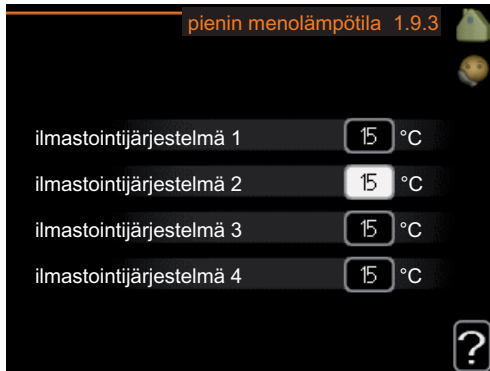 pienin menolämpötila 1.9.3
ilmastointijärjestelmä 1 15 °C
ilmastointijärjestelmä 2 15 °C
ilmastointijärjestelmä 3 15 °C
ilmastointijärjestelmä 4 15 °C
?